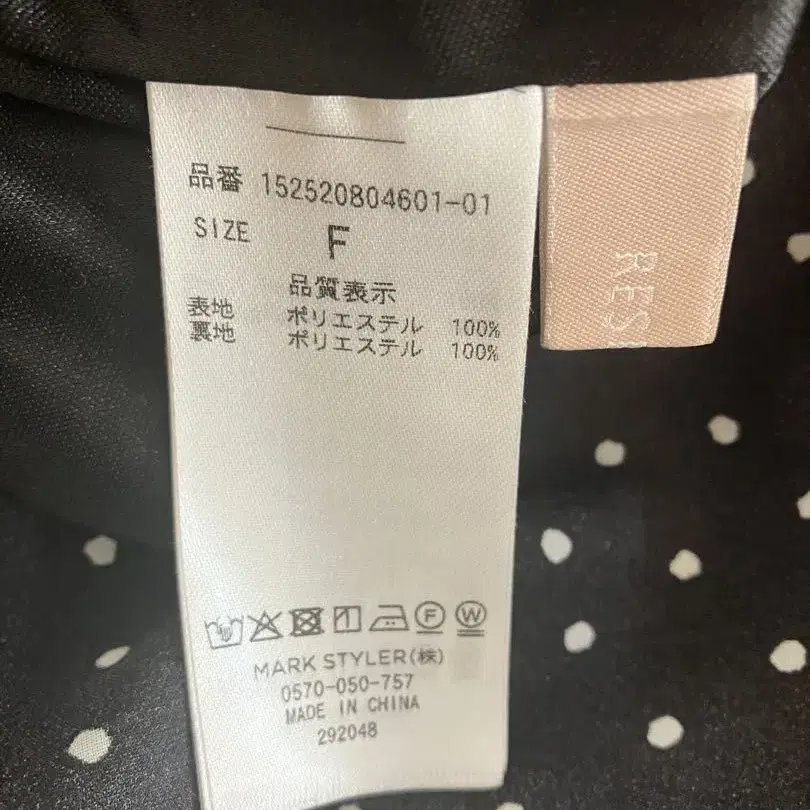 品番 152520804601-01
SIZE F
品質表示
表地 ポリエステル 100%
裏地 ポリエステル 100%
F W
MARK STYLER(株)
0570-050-757
MADE IN CHINA
292048